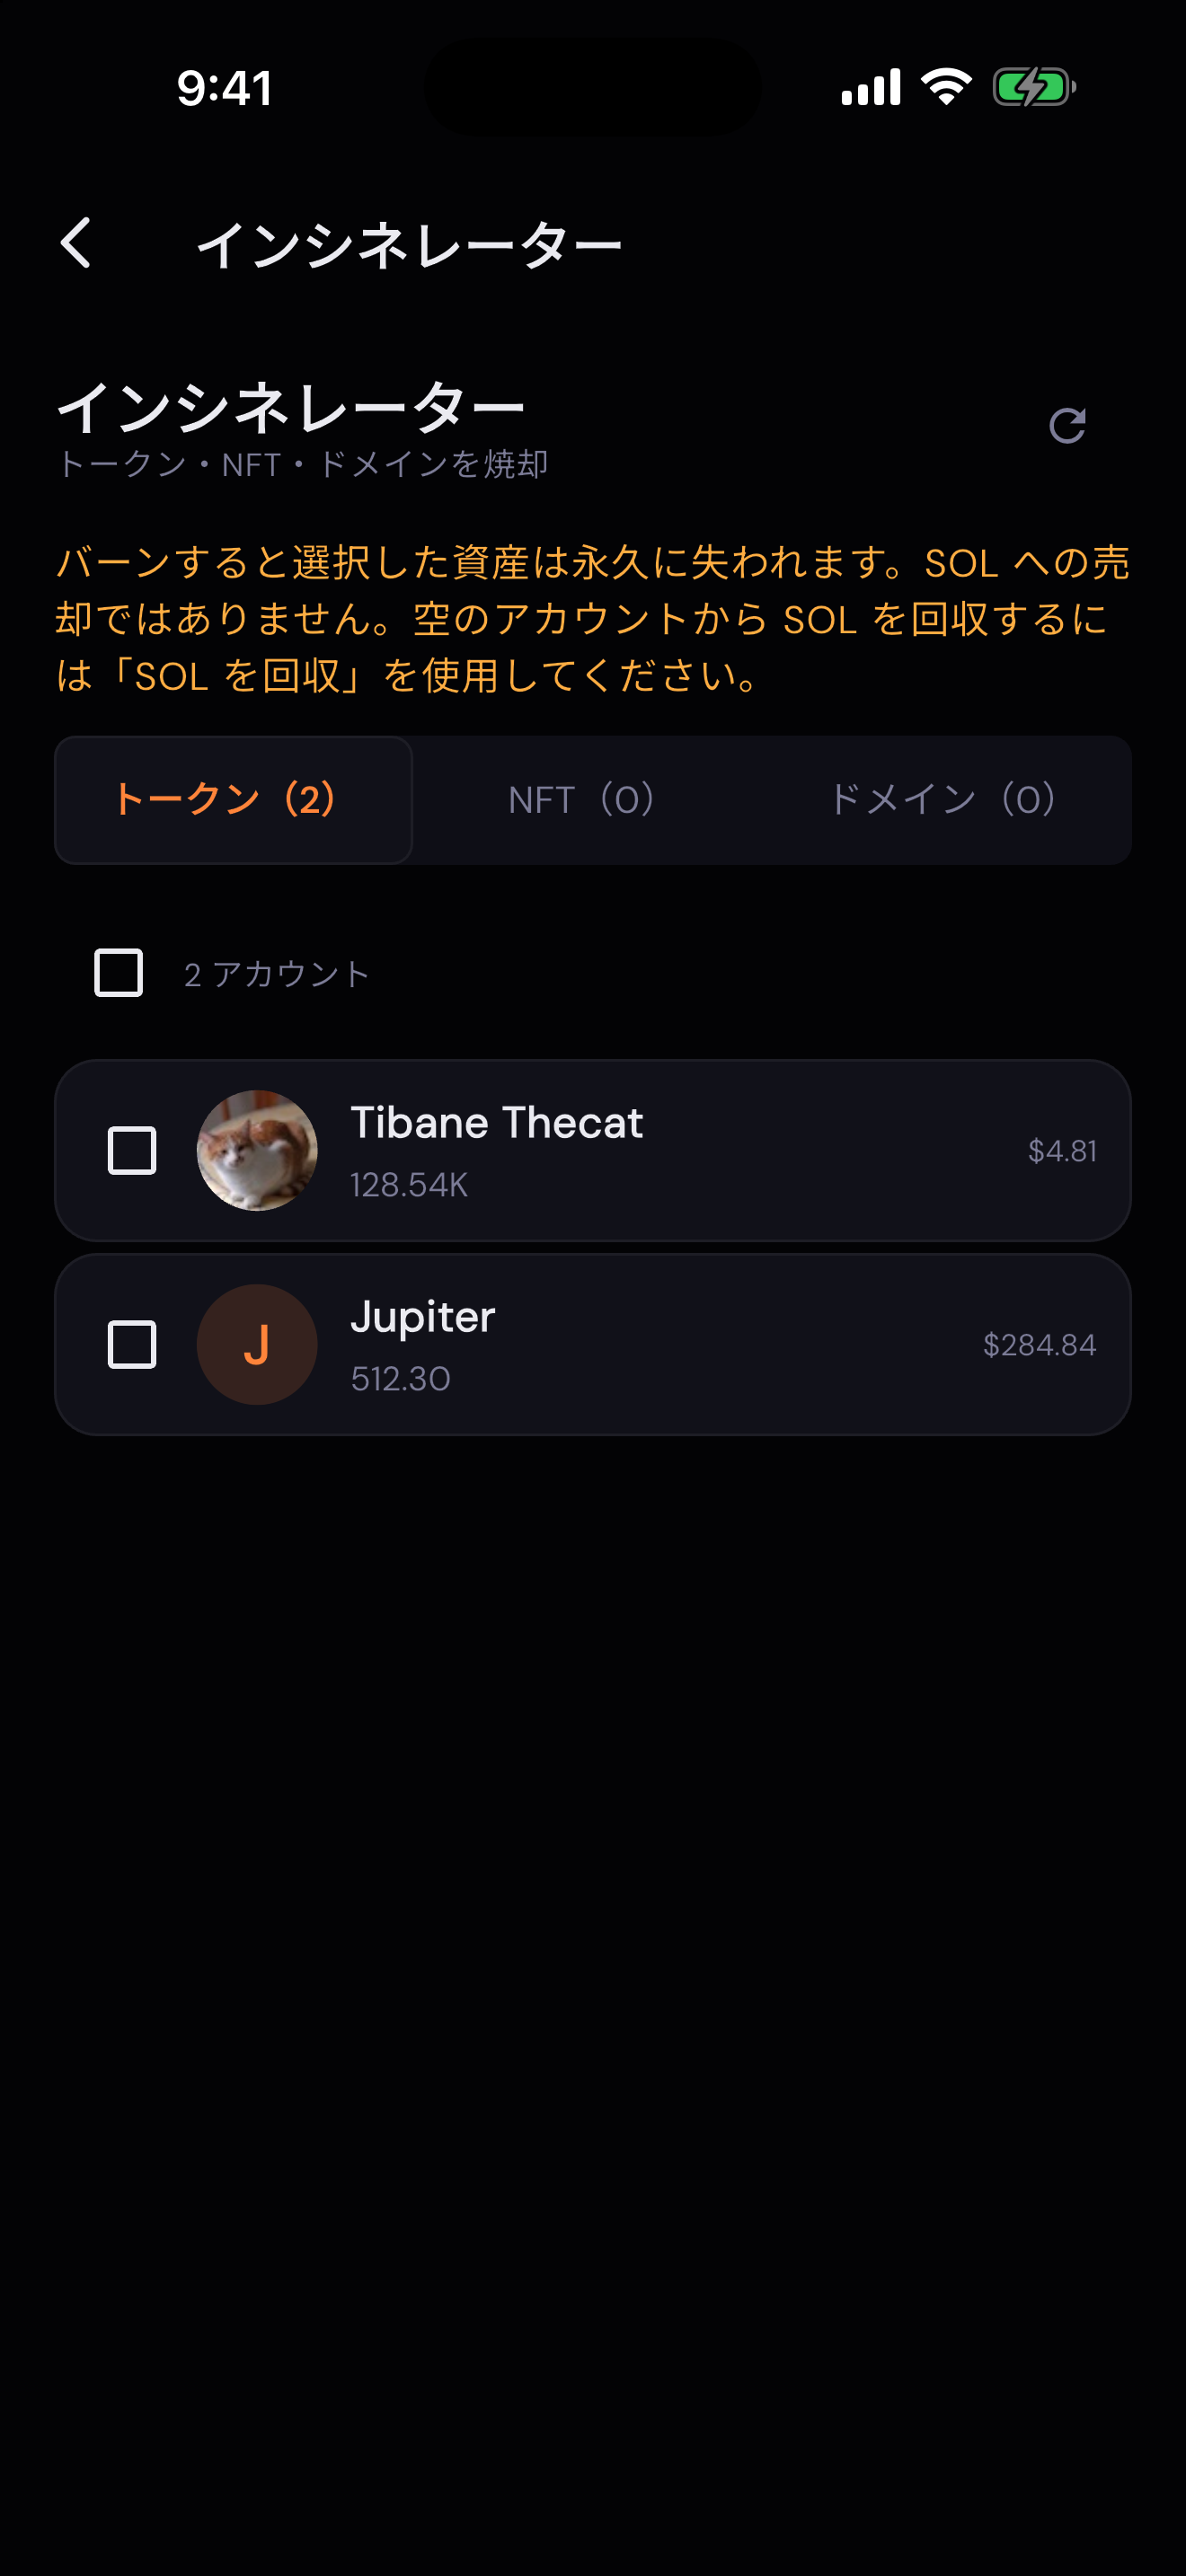 9:41
インシネレーター
インシネレーター
トークン・NFT・ドメインを焼却
バーンすると選択した資産は永久に失われます。SOL への売
却ではありません。空のアカウントから SOL を回収するに
は「SOL を回収」を使用してください。
トークン（2） NFT（0） ドメイン（0）
2 アカウント
Tibane Thecat
128.54K
$4.81
J
Jupiter
512.30
$284.84